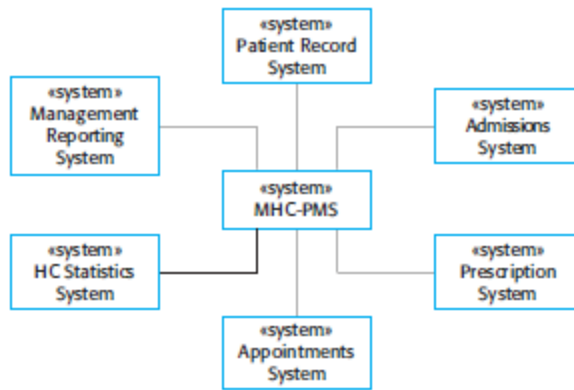 «system»
Patient Record
System
«system»
Management
Reporting
System
«system»
Admissions
System
«system»
MHC-PMS
«system»
HC Statistics
System
«system»
Prescription
System
«system»
Appointments
System